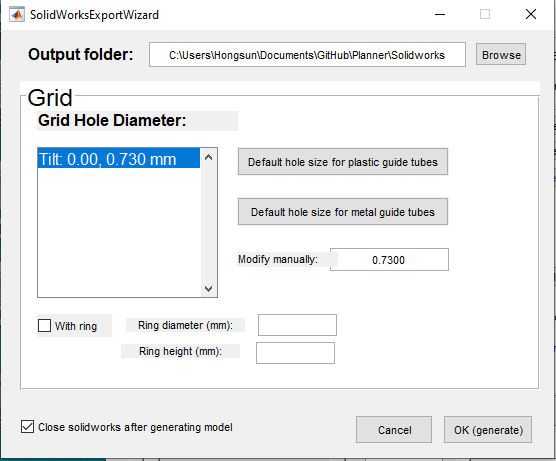 SolidWorksExportWizard
Output folder: C:\Users\Hongsun\Documents\GitHub\Planner\Solidworks Browse
Grid
Grid Hole Diameter:
Tilt: 0.00, 0.730 mm
Default hole size for plastic guide tubes
Default hole size for metal guide tubes
Modify manually: 0.7300
With ring Ring diameter (mm):
Ring height (mm):
Close solidworks after generating model Cancel OK (generate)